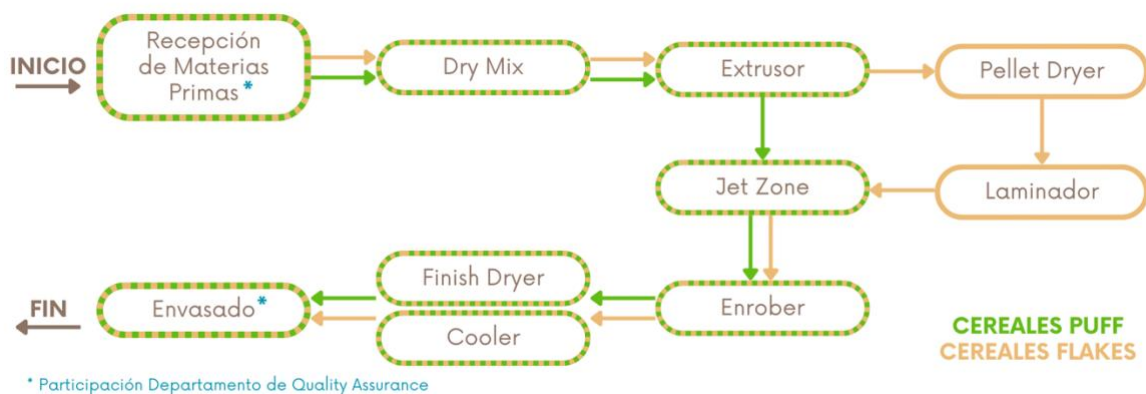 INICIO
Recepción
de Materias
Primas *
Dry Mix
Extrusor
Pellet Dryer
Jet Zone
Laminador
Finish Dryer
FIN
Envasado*
Enrober
Cooler
CEREALES PUFF
CEREALES FLAKES
* Participación Departamento de Quality Assurance